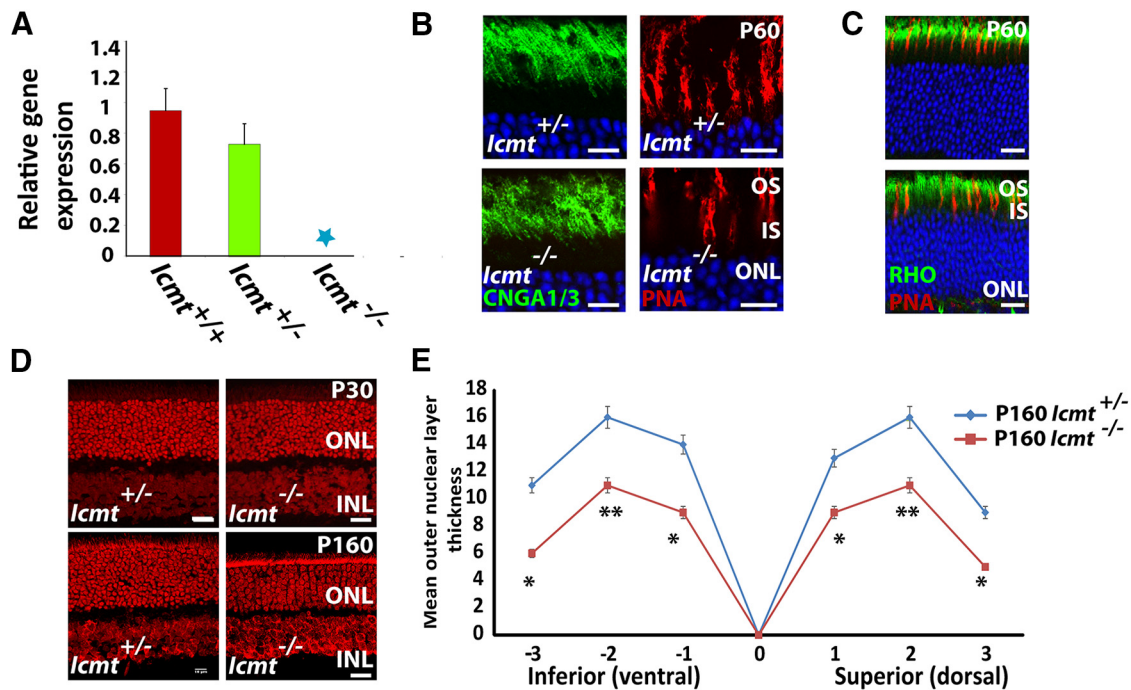 A
Relative gene
expression
1.4
1.2
1
0.8
0.6
0.4
0.2
0
Icmt +/+
Icmt +/-
Icmt -/-
B
P60
Icmt +/-
Icmt +/-
OS
IS
ONL
Icmt -/-
CNGA1/3
Icmt -/-
PNA
C
P60
OS
IS
RHO
PNA
ONL
D
P30
ONL
INL
Icmt +/-
Icmt -/-
P160
ONL
INL
Icmt +/-
Icmt -/-
E
Mean outer nuclear layer
thickness
18
16
14
12
10
8
6
4
2
0
P160 Icmt +/-
P160 Icmt -/-
*
**
*
*
**
*
-3
-2
-1
0
1
2
3
Inferior (ventral)
Superior (dorsal)